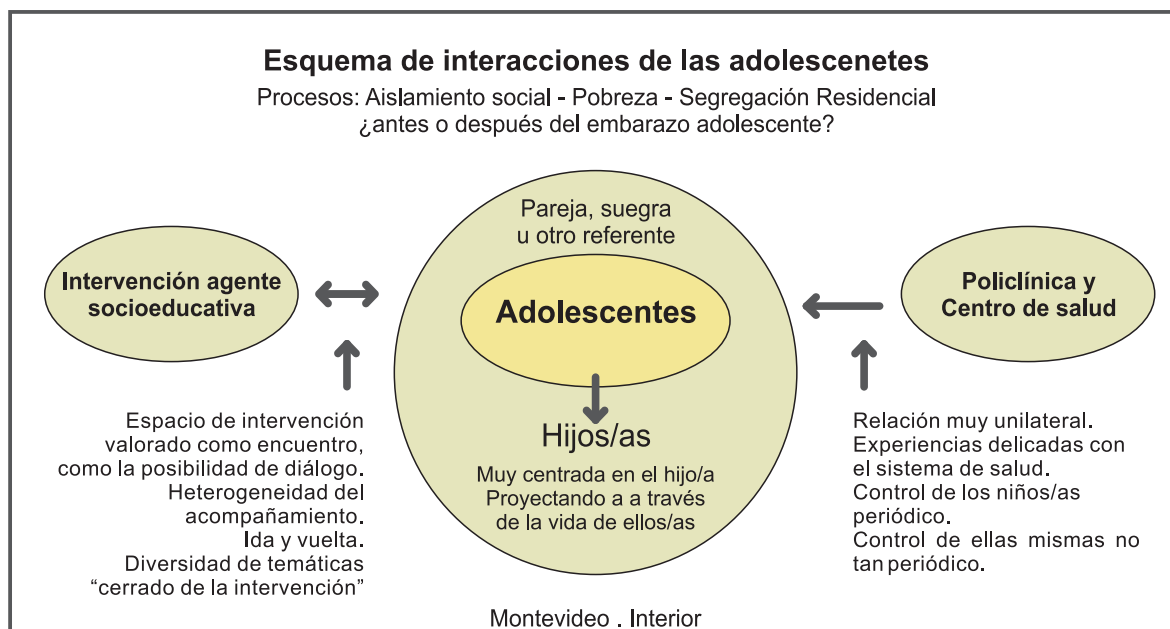 Esquema de interacciones de las adolescenetes
Procesos: Aislamiento social - Pobreza - Segregación Residencial
¿antes o después del embarazo adolescente?
Pareja, suegra
u otro referente
Intervención agente
socioeducativa
Adolescentes
Policlínica y
Centro de salud
Espacio de intervención
valorado como encuentro,
como la posibilidad de diálogo.
Heterogeneidad del
acompañamiento.
Ida y vuelta.
Diversidad de temáticas
“cerrado de la intervención”
Hijos/as
Muy centrada en el hijo/a
Proyectando a a través
de la vida de ellos/as
Relación muy unilateral.
Experiencias delicadas con
el sistema de salud.
Control de los niños/as
periódico.
Control de ellas mismas no
tan periódico.
Montevideo . Interior